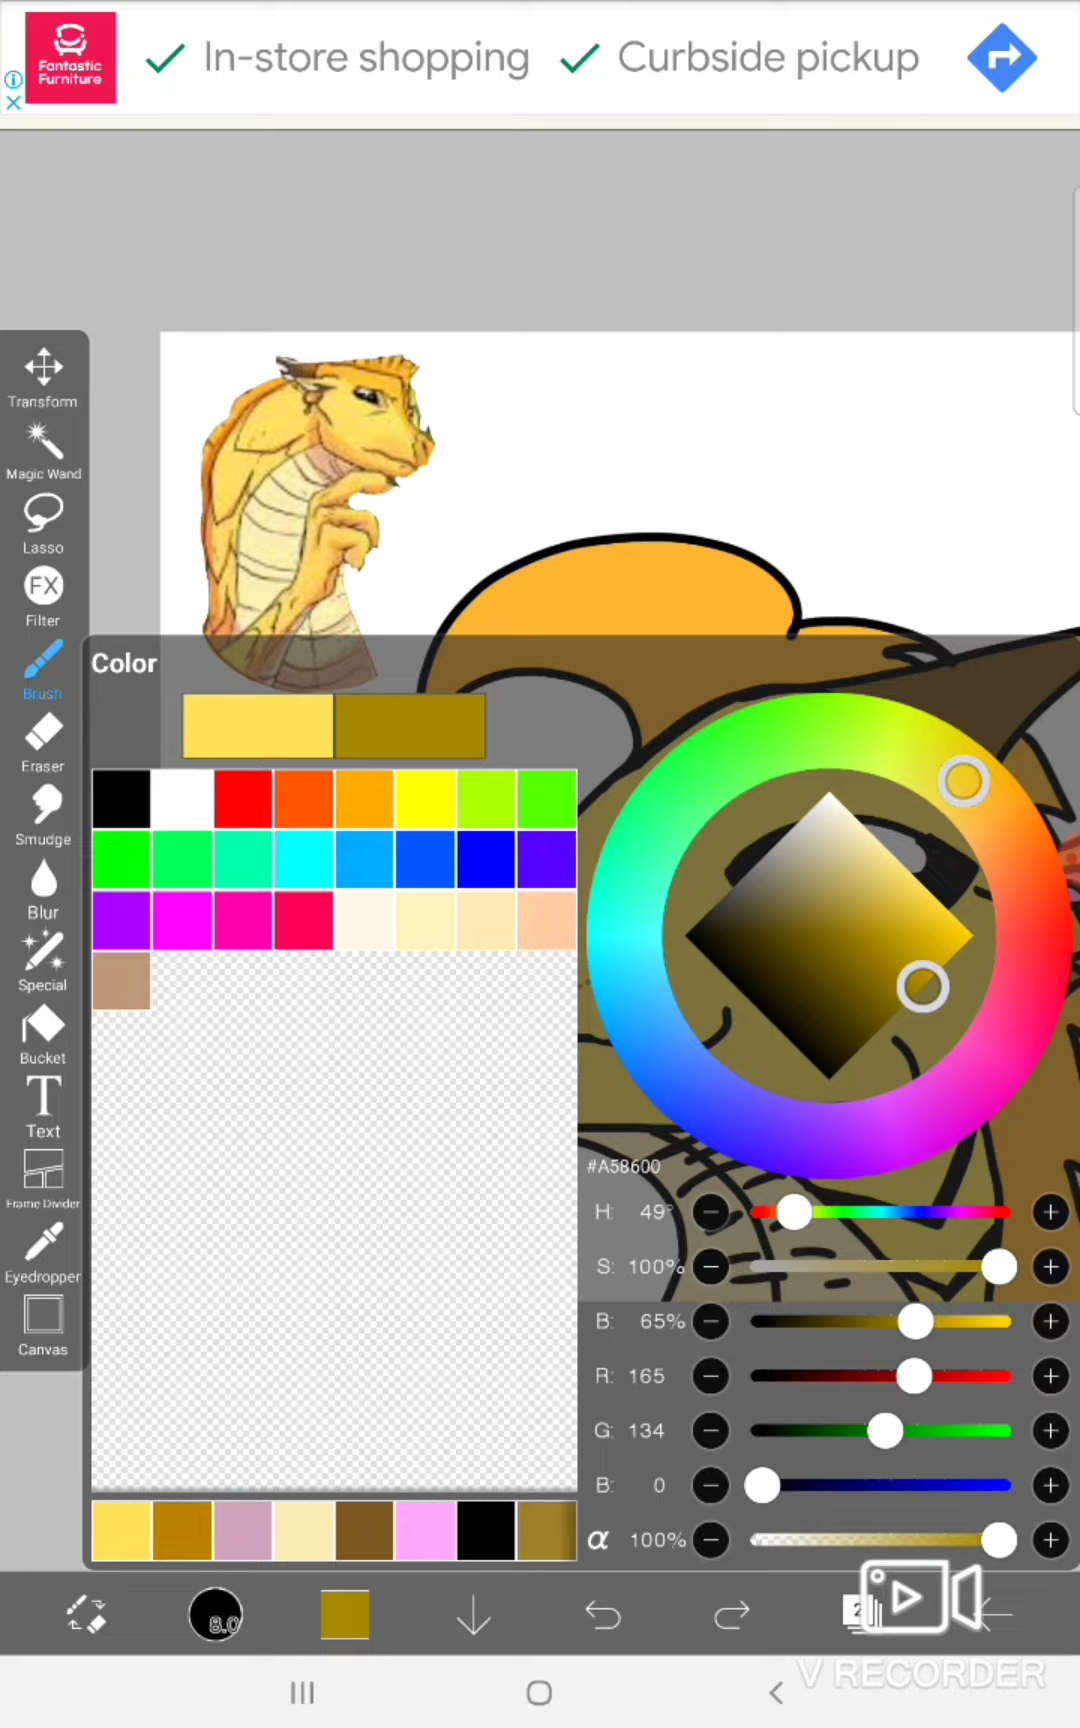 Fantastic
Furniture
In-store shopping
Curbside pickup
Transform
Magic Wand
Lasso
FX
Filter
Brush
Eraser
Smudge
Blur
Special
Bucket
T
Text
Frame Divider
Eyedropper
Canvas
Color
#A58600
H: 49°
S: 100%
B: 65%
R: 165
G: 134
B: 0
α 100%
8.0
2
V RECORDER